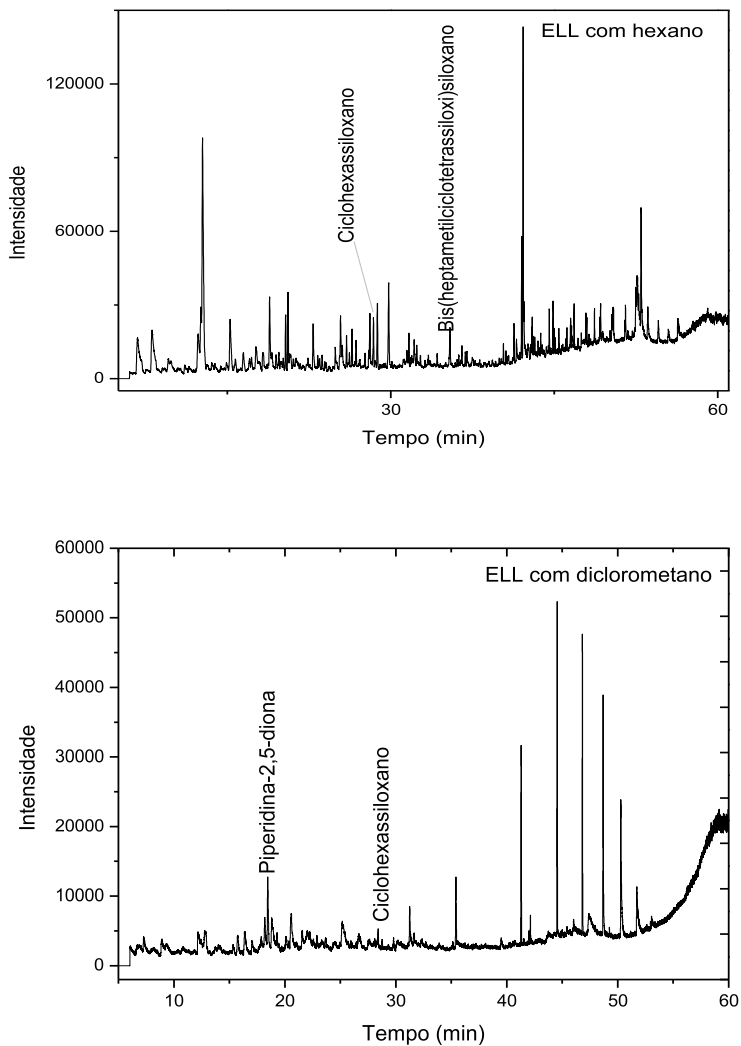 ELL com hexano
120000
60000
0
Intensidade
Ciclohexassiloxano
Bis(heptametilciclotetrassiloxi)siloxano
30
60
Tempo (min)
60000
50000
40000
30000
20000
10000
0
Intensidade
ELL com diclorometano
Piperidina-2,5-diona
Ciclohexassiloxano
10
20
30
40
50
60
Tempo (min)